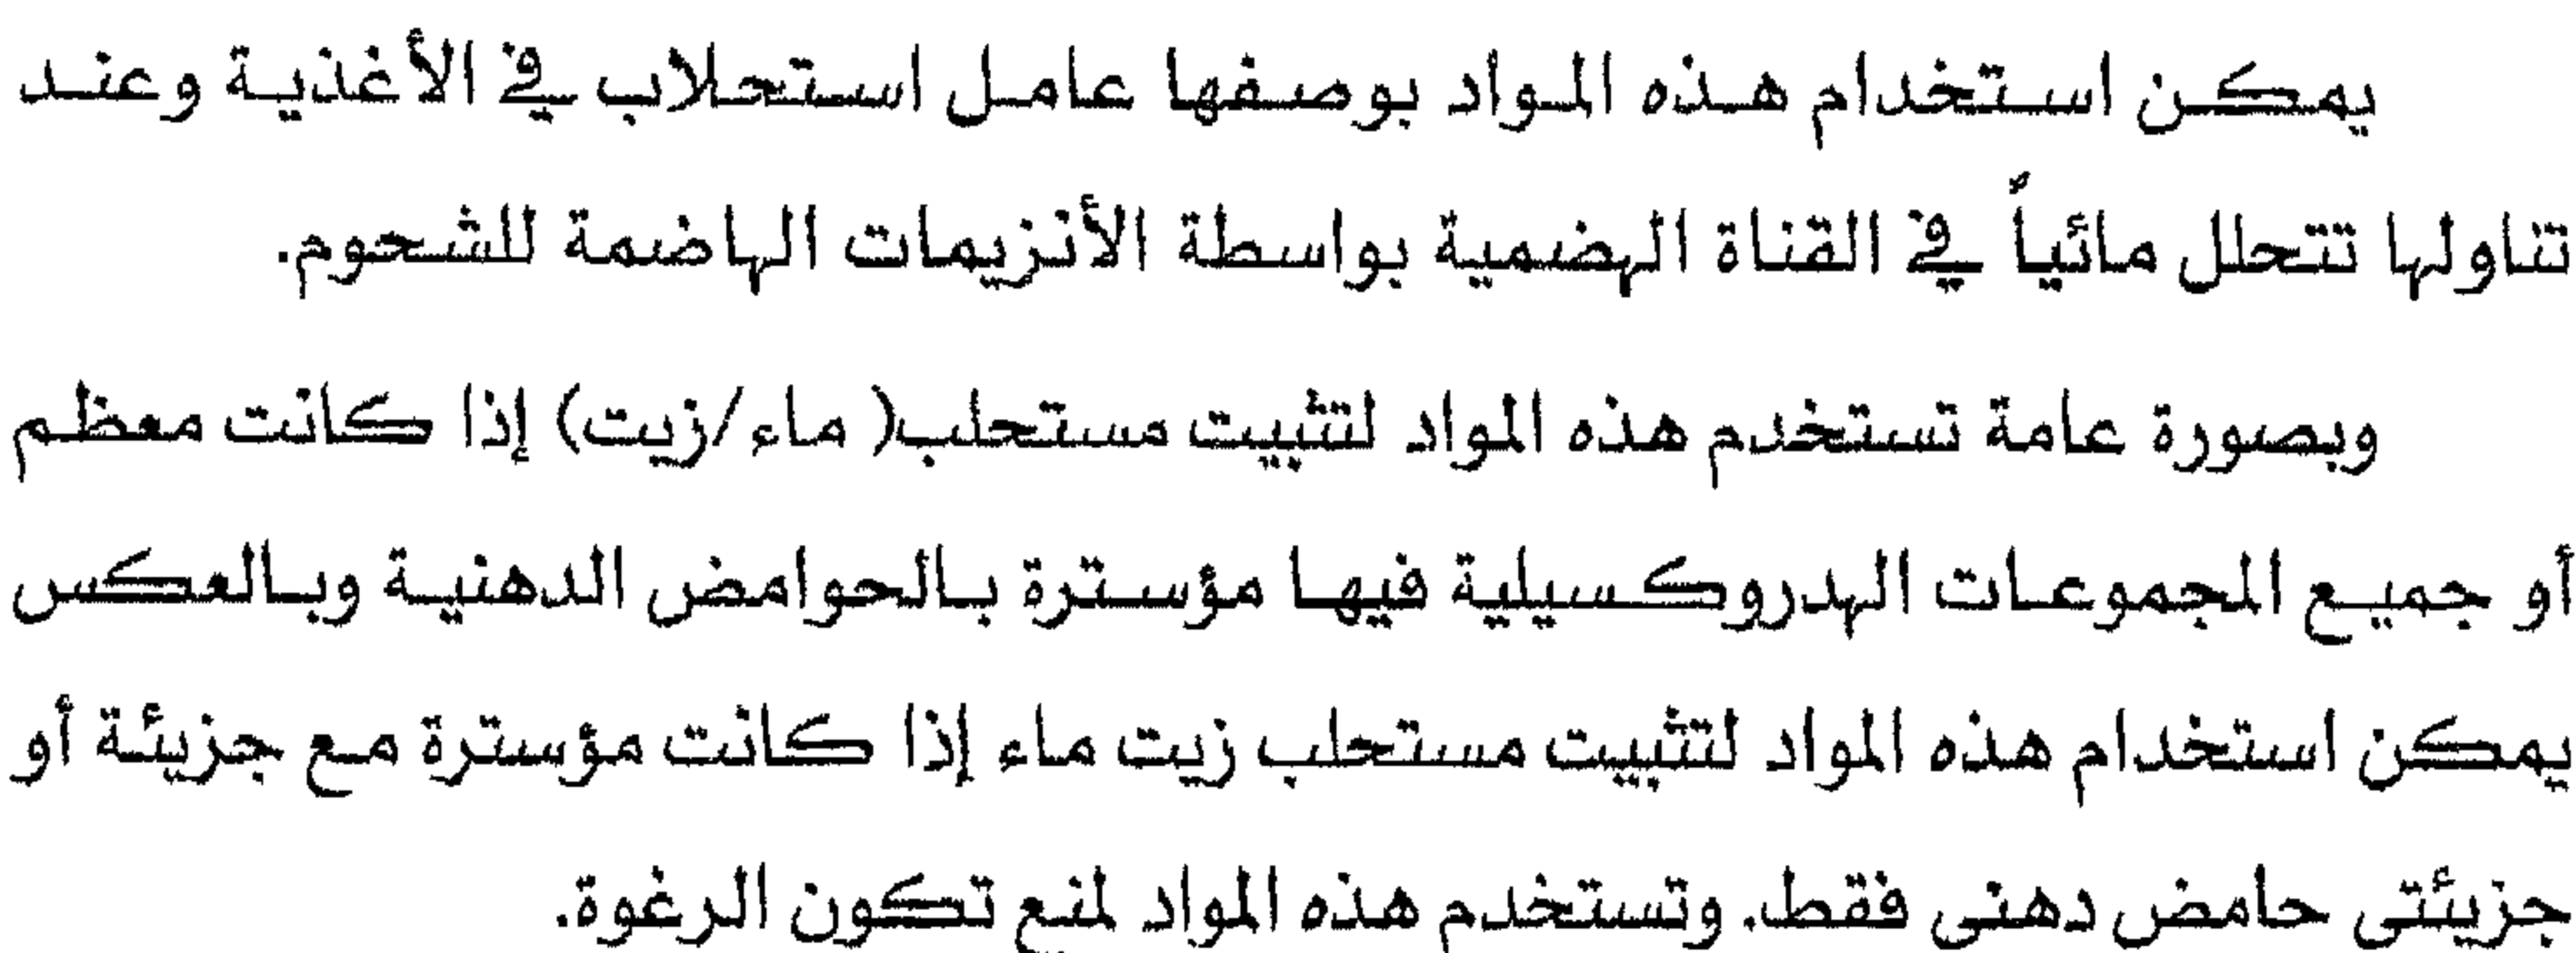 يمكن استخدام هذه المواد بوصفها عامل استحلاب في الأغذية وعند
تناولها تتحلل مائياً في القناة الهضمية بواسطة الأنزيمات الهاضمة للشحوم.
وبصورة عامة تستخدم هذه المواد لتثبيت مستحلب( ماء /زيت) إذا كانت معظم
أو جميع المجموعات الهدروكسيلية فيها مؤسترة بالحوامض الدهنية وبالعكس
يمكن استخدام هذه المواد لتثبيت مستحلب زيت ماء إذا كانت مؤسترة مع جزيئة أو
جزيئتى حامض دهنى فقط. وتستخدم هذه المواد لمنع تكون الرغوة.